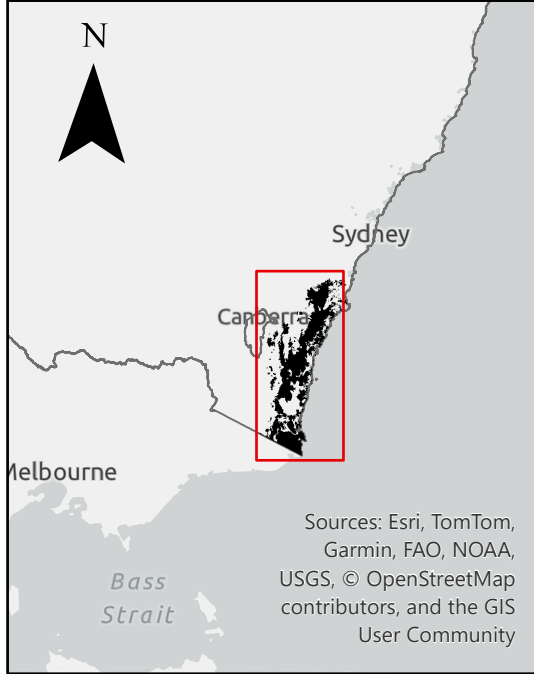 N
Sydney
Canberra
Melbourne
Bass
Strait
Sources: Esri, TomTom,
Garmin, FAO, NOAA,
USGS, © OpenStreetMap
contributors, and the GIS
User Community